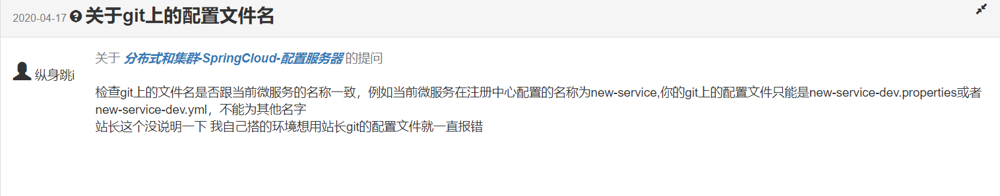 2020-04-17 关于git上的配置文件名
关于 分布式和集群-SpringCloud-配置服务器 的提问
纵身跳i
检查git上的文件名是否跟当前微服务的名称一致，例如当前微服务在注册中心配置的名称为new-service,你的git上的配置文件只能是new-service-dev.properties或者
new-service-dev.yml，不能为其他名字
站长这个没说明一下 我自己搭的环境想用站长git的配置文件就一直报错